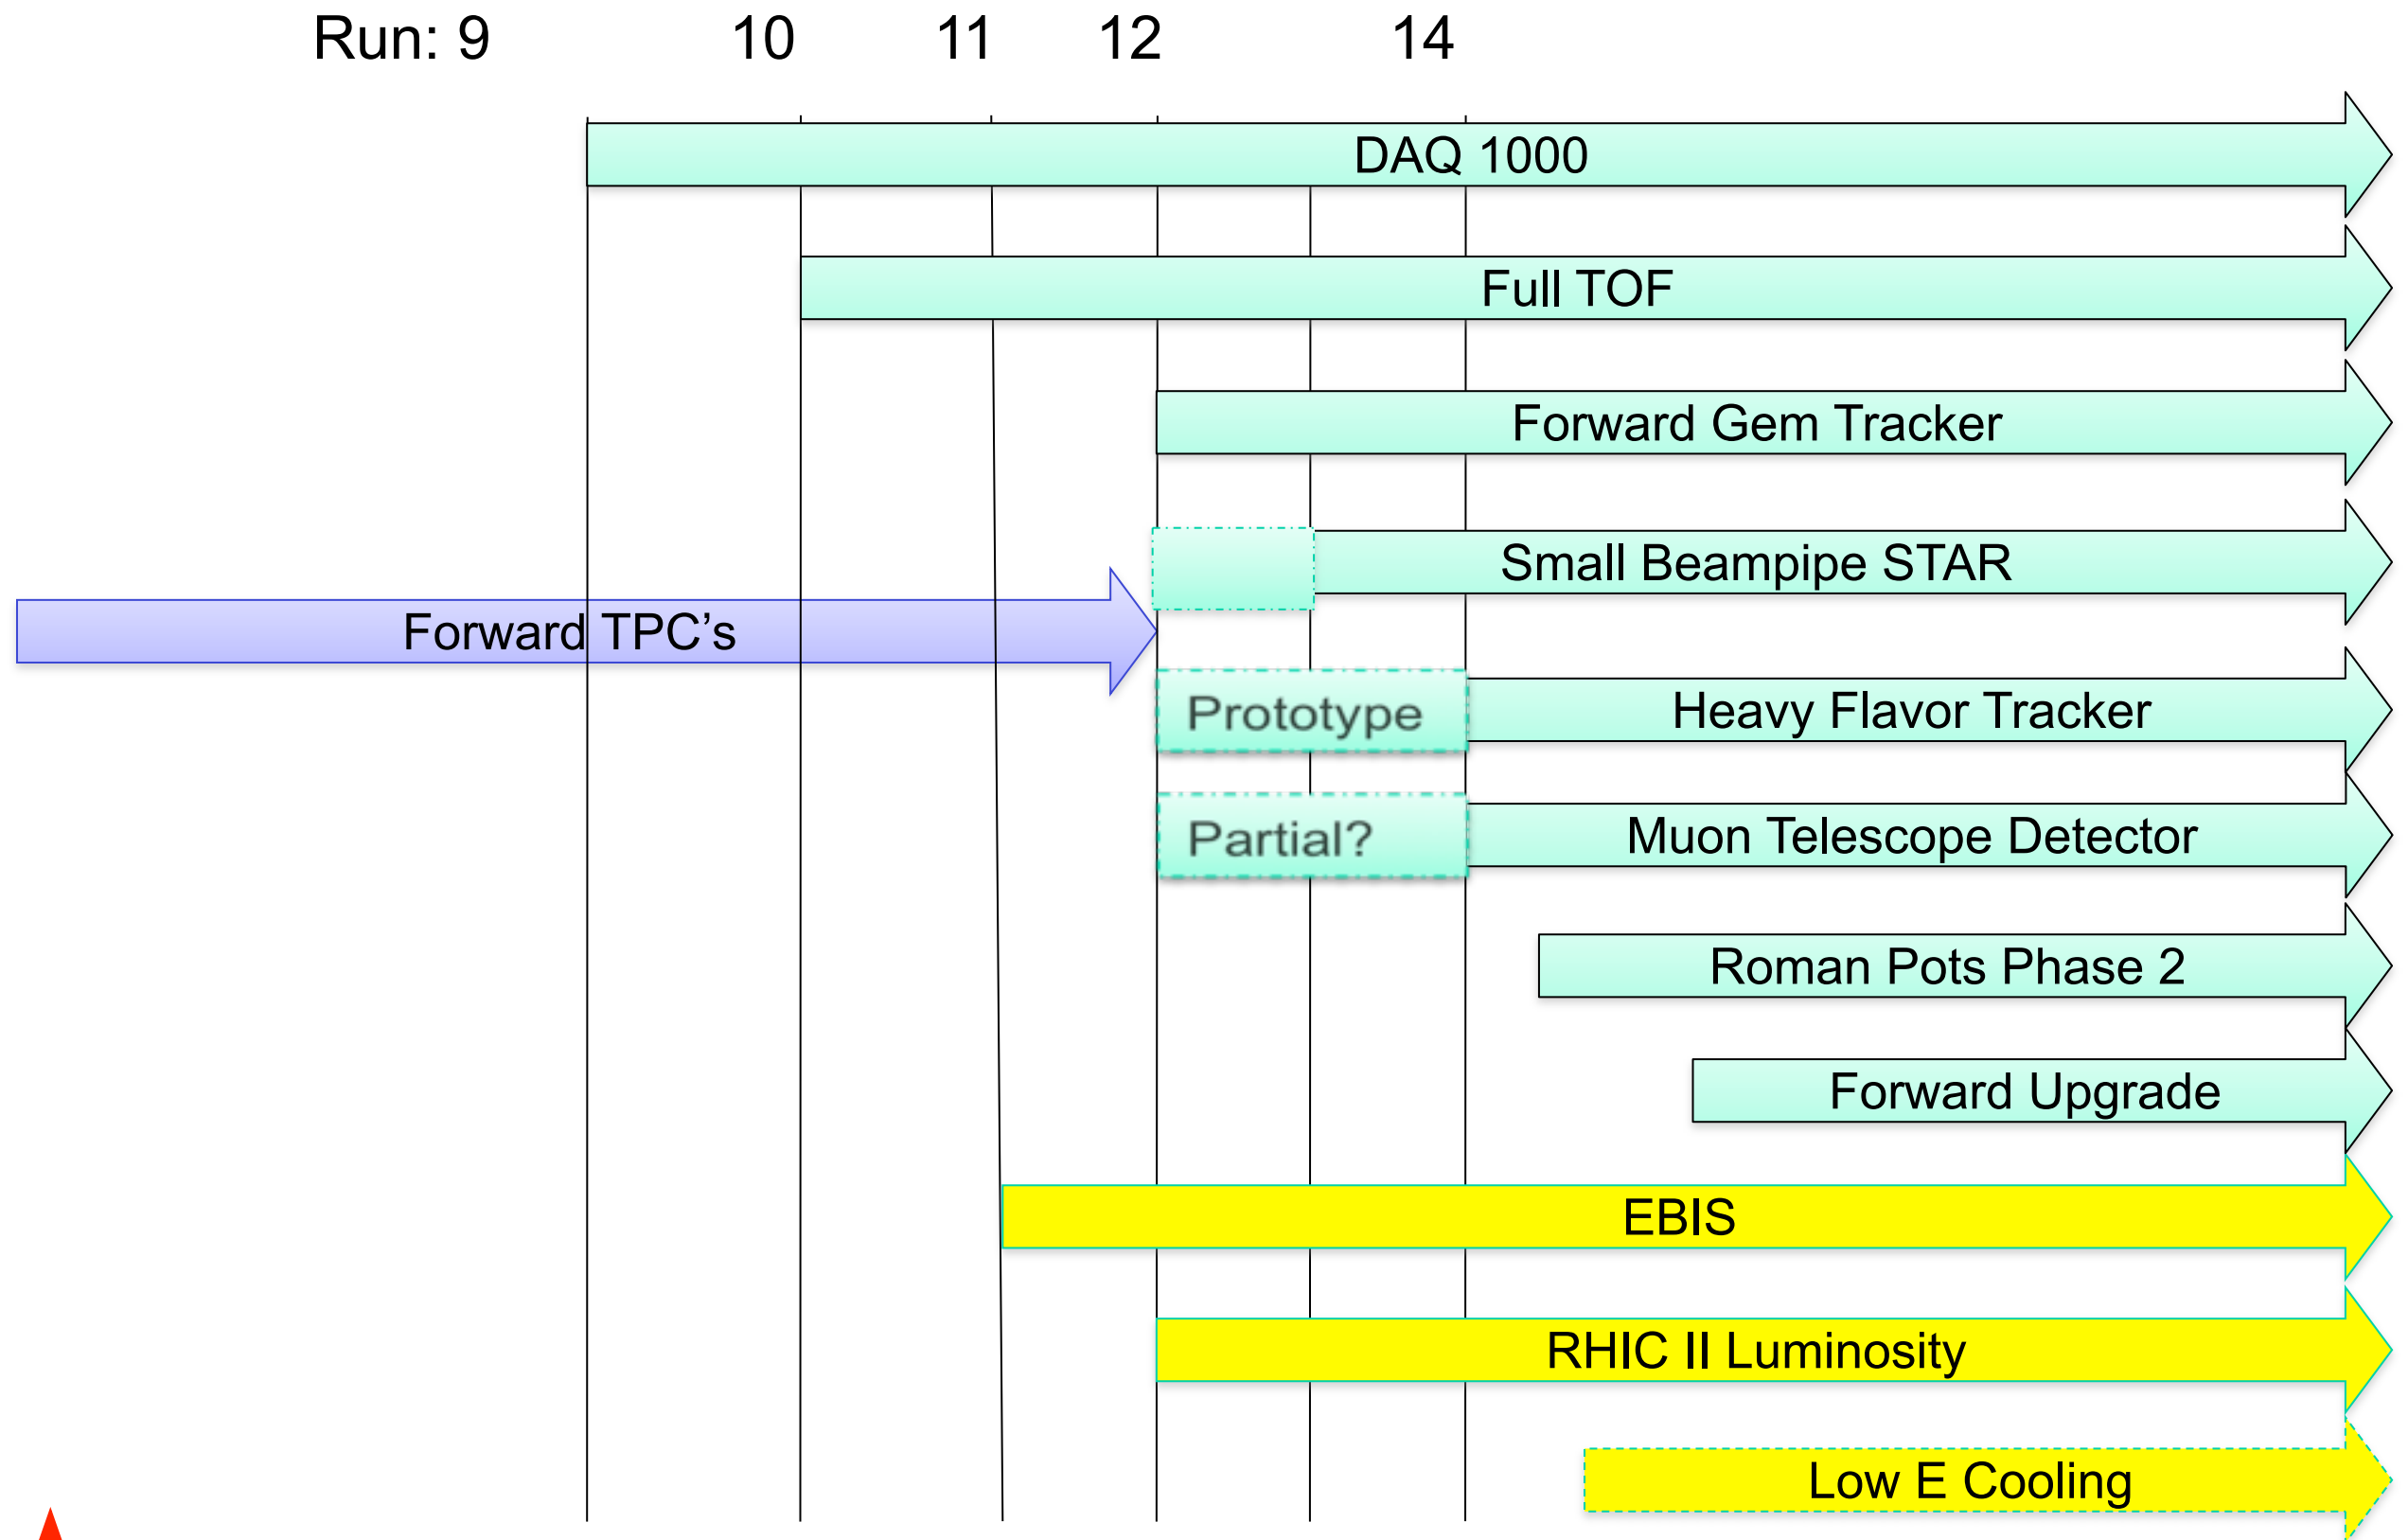 Run: 9 10 11 12 14
DAQ 1000
Full TOF
Forward Gem Tracker
Small Beampipe STAR
Forward TPC’s
Prototype
Heavy Flavor Tracker
Partial?
Muon Telescope Detector
Roman Pots Phase 2
Forward Upgrade
EBIS
RHIC II Luminosity
Low E Cooling